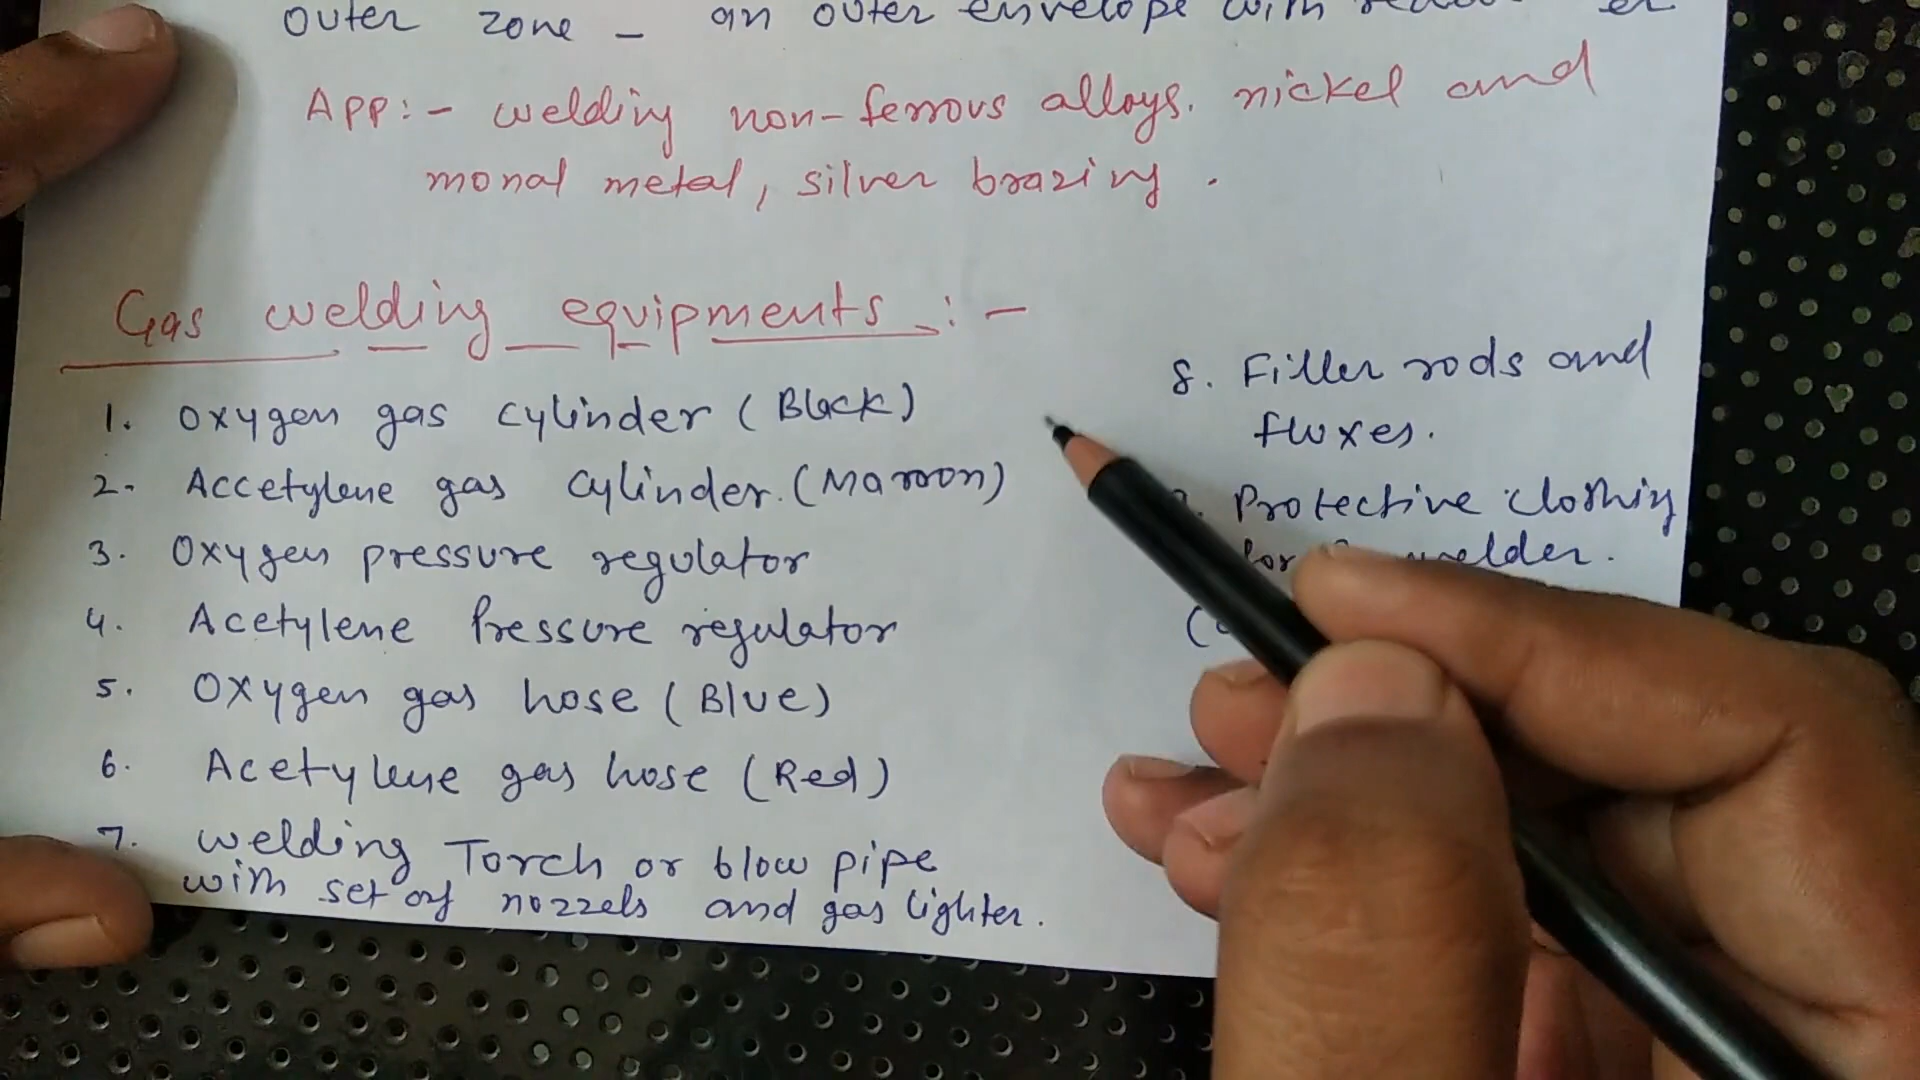 outer zone - an outer envelope with
App:- welding non-ferrous alloys. nickel and
monal metal, silver brazing.
Gas welding equipments :-
1. Oxygen gas cylinder (Black)
2. Accetylene gas cylinder. (Maroon)
3. Oxygen pressure regulator
4. Acetylene Pressure regulator
5. Oxygen gas hose (Blue)
6. Acetylene gas hose (Red)
7. welding Torch or blow pipe
with set of nozzels and gas lighter.
8. Filler rods and
fluxes.
Protective clothing
for welder.